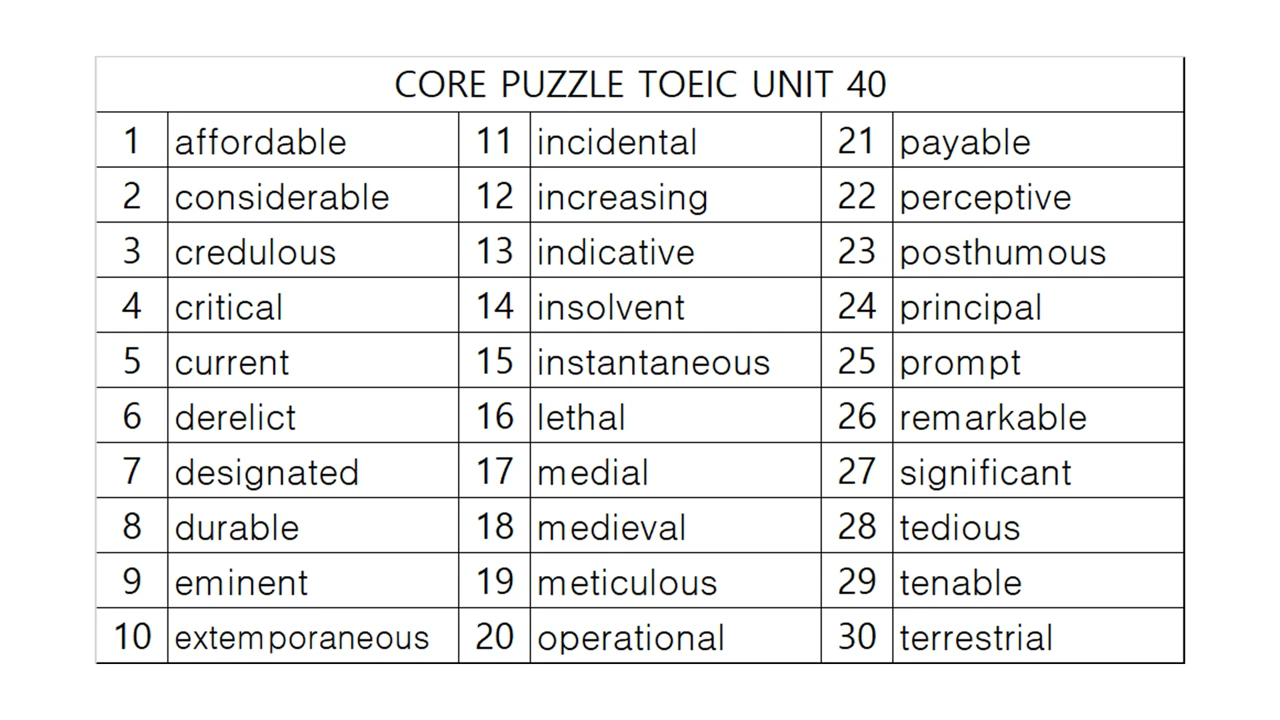 CORE PUZZLE TOEIC UNIT 40
1 affordable 11 incidental 21 payable
2 considerable 12 increasing 22 perceptive
3 credulous 13 indicative 23 posthumous
4 critical 14 insolvent 24 principal
5 current 15 instantaneous 25 prompt
6 derelict 16 lethal 26 remarkable
7 designated 17 medial 27 significant
8 durable 18 medieval 28 tedious
9 eminent 19 meticulous 29 tenable
10 extemporaneous 20 operational 30 terrestrial